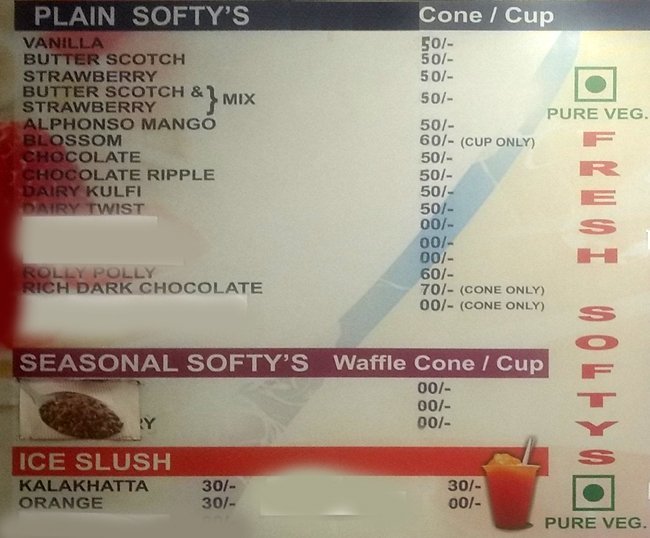 PLAIN SOFTY'S Cone / Cup
VANILLA 50/-
BUTTER SCOTCH 50/-
STRAWBERRY 50/-
BUTTER SCOTCH &
STRAWBERRY } MIX 50/-
ALPHONSO MANGO 50/-
BLOSSOM 60/- (CUP ONLY)
CHOCOLATE 50/-
CHOCOLATE RIPPLE 50/-
DAIRY KULFI 50/-
DAIRY TWIST 50/-
00/-
00/-
00/-
ROLLY POLLY 60/-
RICH DARK CHOCOLATE 70/- (CONE ONLY)
00/- (CONE ONLY)
SEASONAL SOFTY'S Waffle Cone / Cup
00/-
00/-
RY 00/-
ICE SLUSH
KALAKHATTA 30/- 30/-
ORANGE 30/- 00/-
PURE VEG.
FRESH SOFTYS
PURE VEG.